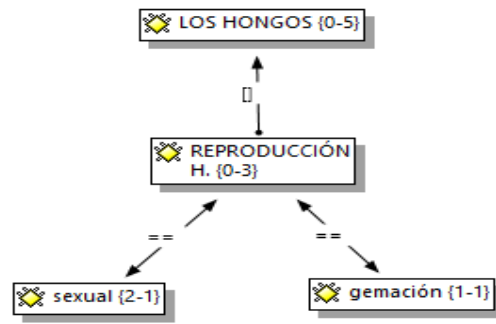 LOS HONGOS {0-5}
[]
REPRODUCCIÓN
H. {0-3}
==
==
sexual {2-1}
gemación {1-1}